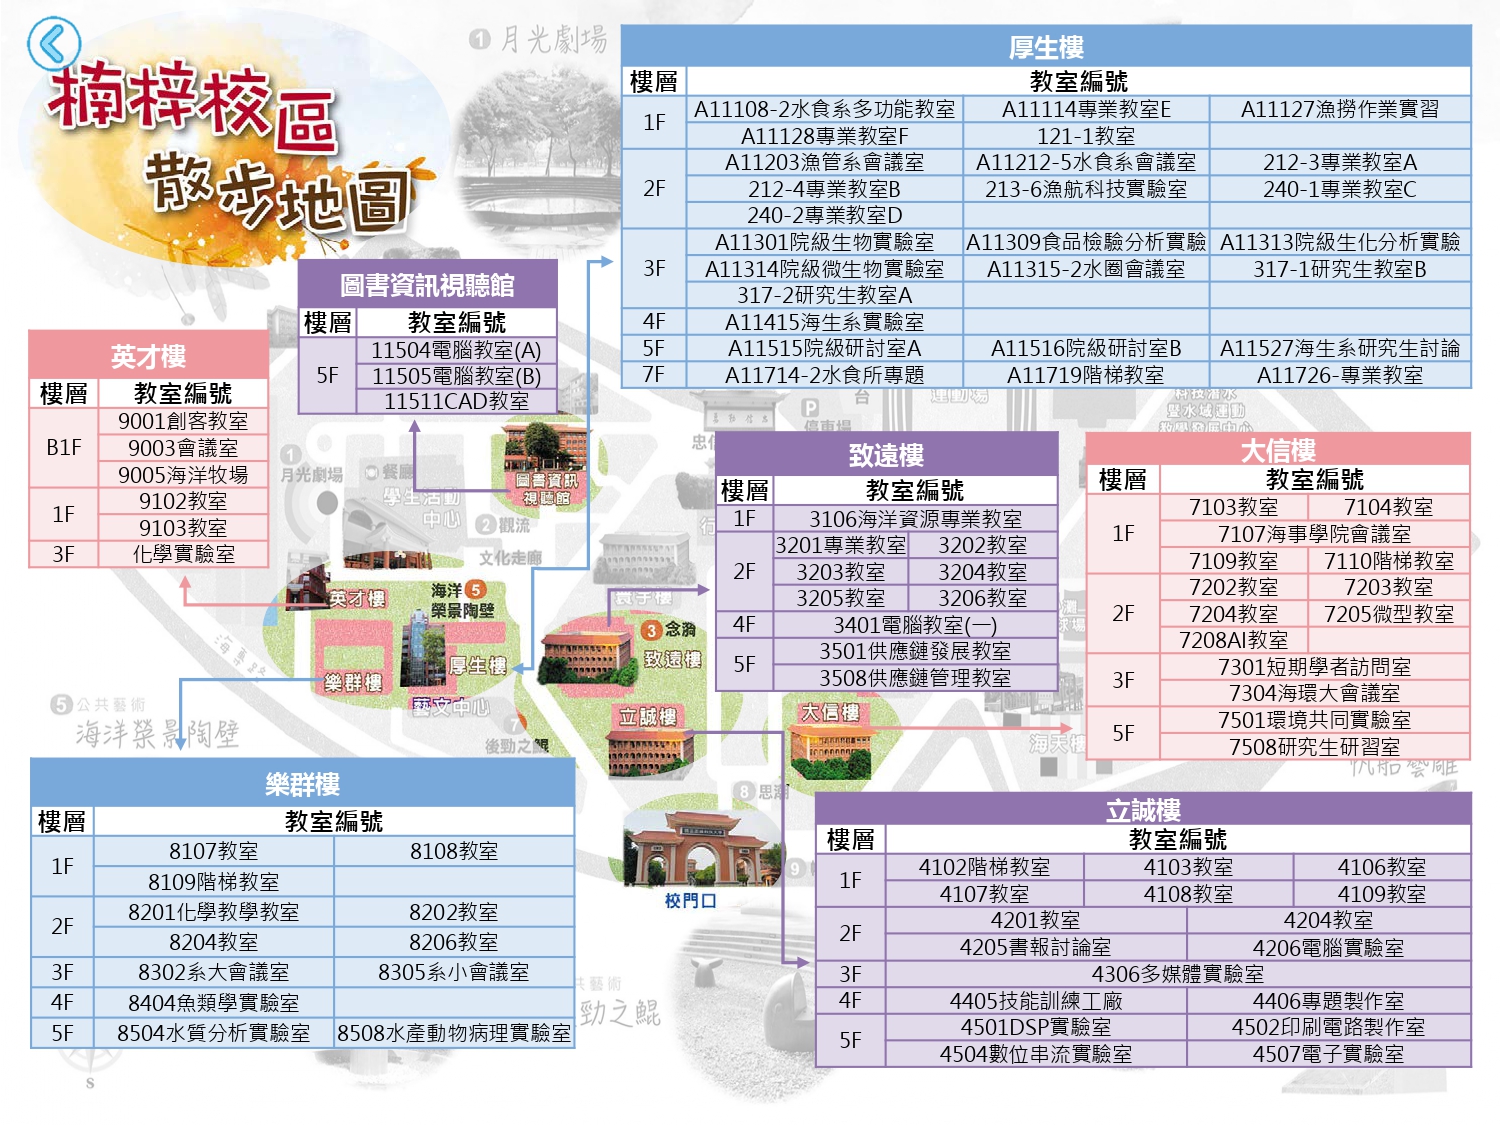 楠梓校區
散步地圖
1 月光劇場
厚生樓
樓層 教室編號
1F A11108-2水食系多功能教室 A11114專業教室E A11127漁撈作業實習
A11128專業教室F 121-1教室
2F A11203漁管系會議室 A11212-5水食系會議室 212-3專業教室A
212-4專業教室B 213-6漁航科技實驗室 240-1專業教室C
240-2專業教室D
3F A11301院級生物實驗室 A11309食品檢驗分析實驗 A11313院級生化分析實驗
A11314院級微生物實驗室 A11315-2水圈會議室 317-1研究生教室B
317-2研究生教室A
4F A11415海生系實驗室
5F A11515院級研討室A A11516院級研討室B A11527海生系研究生討論
7F A11714-2水食所專題 A11719階梯教室 A11726-專業教室
圖書資訊視聽館
樓層 教室編號
5F 11504電腦教室(A)
11505電腦教室(B)
11511CAD教室
英才樓
樓層 教室編號
B1F 9001創客教室
9003會議室
9005海洋牧場
1F 9102教室
9103教室
3F 化學實驗室
致遠樓
樓層 教室編號
1F 3106海洋資源專業教室
2F 3201專業教室 3202教室
3203教室 3204教室
3205教室 3206教室
4F 3401電腦教室(一)
5F 3501供應鏈發展教室
3508供應鏈管理教室
大信樓
樓層 教室編號
1F 7103教室 7104教室
7107海事學院會議室
7109教室 7110階梯教室
2F 7202教室 7203教室
7204教室 7205微型教室
7208AI教室
3F 7301短期學者訪問室
7304海環大會議室
5F 7501環境共同實驗室
7508研究生研習室
1
月光劇場
餐廳
學生活動
中心
2 觀流
文化走廊
圖書資訊
視聽館
P
停車場
運動場
英才樓
海洋 5
榮景陶壁
厚生樓
樂群樓
藝文中心
3 念漪
致遠樓
立誠樓
大信樓
7
後勁之鯤
8 思源
9
校門口
5 公共藝術
海洋榮景陶壁
樂群樓
樓層 教室編號
1F 8107教室 8108教室
8109階梯教室
2F 8201化學教學教室 8202教室
8204教室 8206教室
3F 8302系大會議室 8305系小會議室
4F 8404魚類學實驗室
5F 8504水質分析實驗室 8508水產動物病理實驗室
立誠樓
樓層 教室編號
1F 4102階梯教室 4103教室 4106教室
4107教室 4108教室 4109教室
2F 4201教室 4204教室
4205書報討論室 4206電腦實驗室
3F 4306多媒體實驗室
4F 4405技能訓練工廠 4406專題製作室
5F 4501DSP實驗室 4502印刷電路製作室
4504數位串流實驗室 4507電子實驗室
藝術
勁之鯤
S